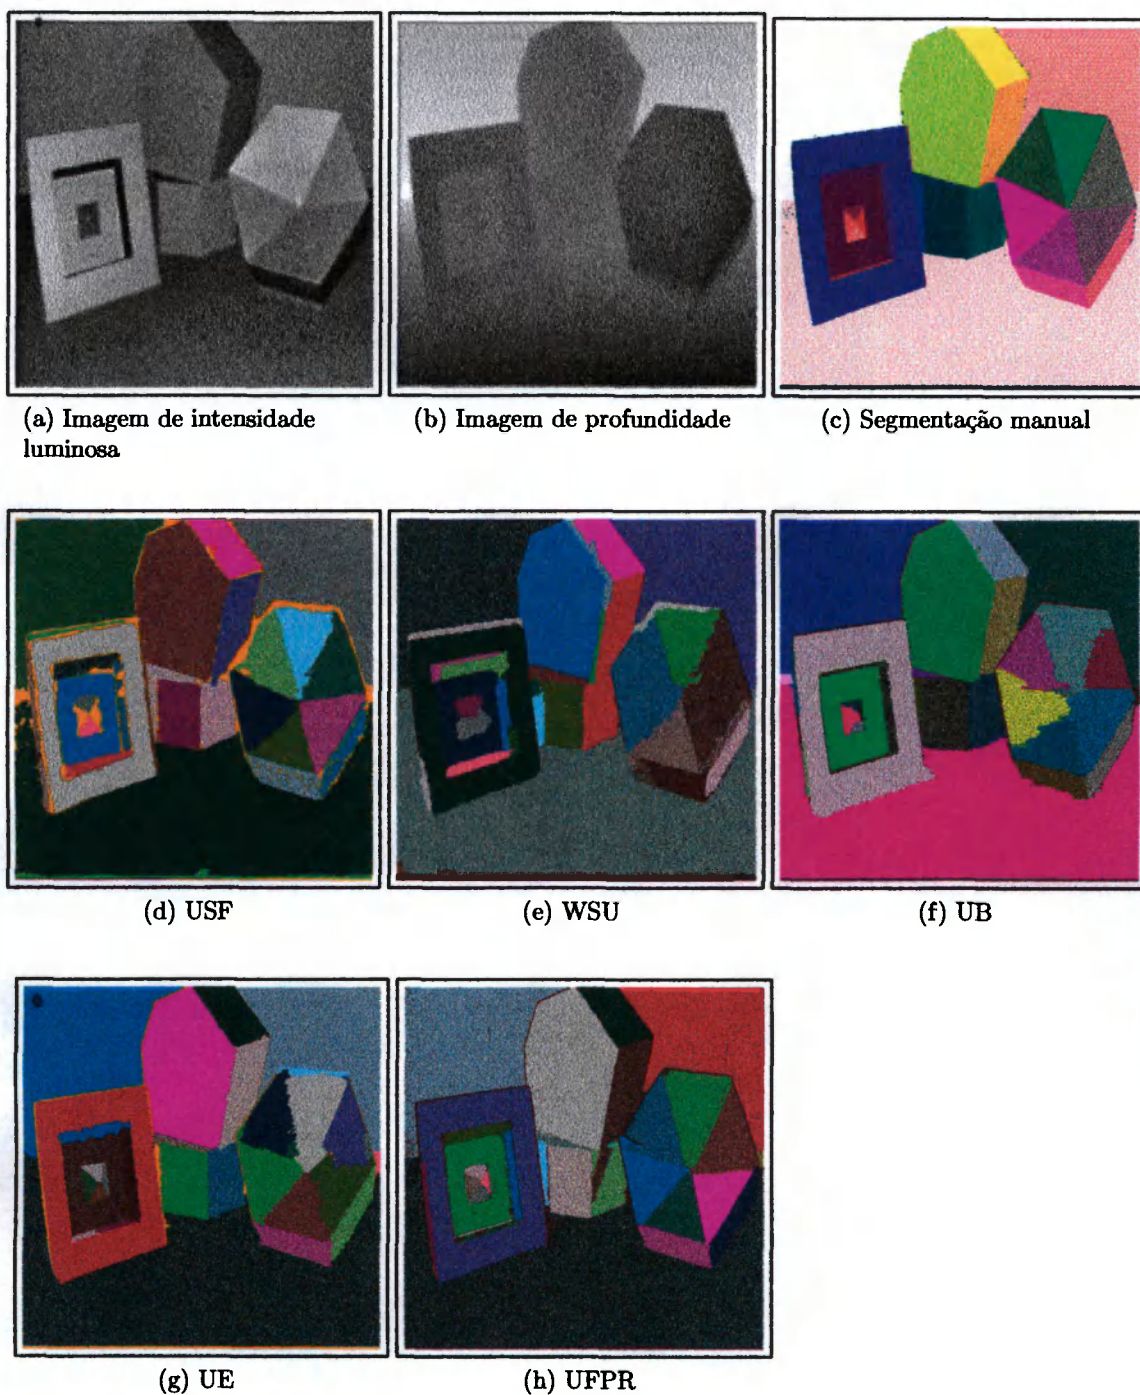 (a) Imagem de intensidade
luminosa
(b) Imagem de profundidade
(c) Segmentação manual
(d) USF
(e) WSU
(f) UB
(g) UE
(h) UFPR